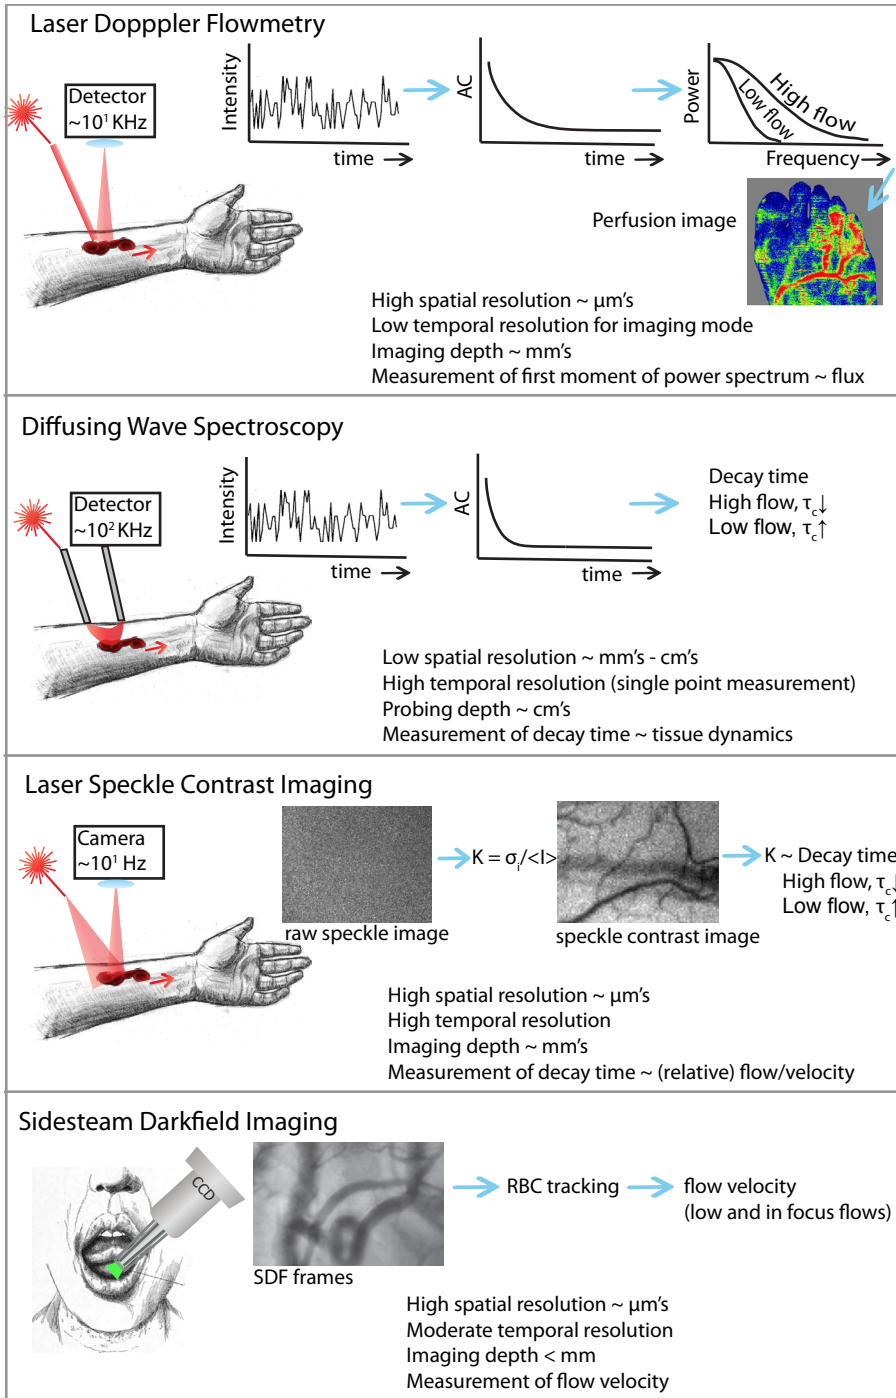 Laser Dopppler Flowmetry
Detector
~10¹ KHz
Intensity
time
AC
time
Power
High flow
Low flow
Frequency
Perfusion image
High spatial resolution ~ µm's
Low temporal resolution for imaging mode
Imaging depth ~ mm's
Measurement of first moment of power spectrum ~ flux
Diffusing Wave Spectroscopy
Detector
~10² KHz
Intensity
time
AC
time
Decay time
High flow, τc↓
Low flow, τc↑
Low spatial resolution ~ mm's - cm's
High temporal resolution (single point measurement)
Probing depth ~ cm's
Measurement of decay time ~ tissue dynamics
Laser Speckle Contrast Imaging
Camera
~10¹ Hz
raw speckle image
K = σi/<I>
speckle contrast image
K ~ Decay time
High flow, τc↓
Low flow, τc↑
High spatial resolution ~ µm's
High temporal resolution
Imaging depth ~ mm's
Measurement of decay time ~ (relative) flow/velocity
Sidesteam Darkfield Imaging
CCD
SDF frames
RBC tracking
flow velocity
(low and in focus flows)
High spatial resolution ~ µm's
Moderate temporal resolution
Imaging depth < mm
Measurement of flow velocity